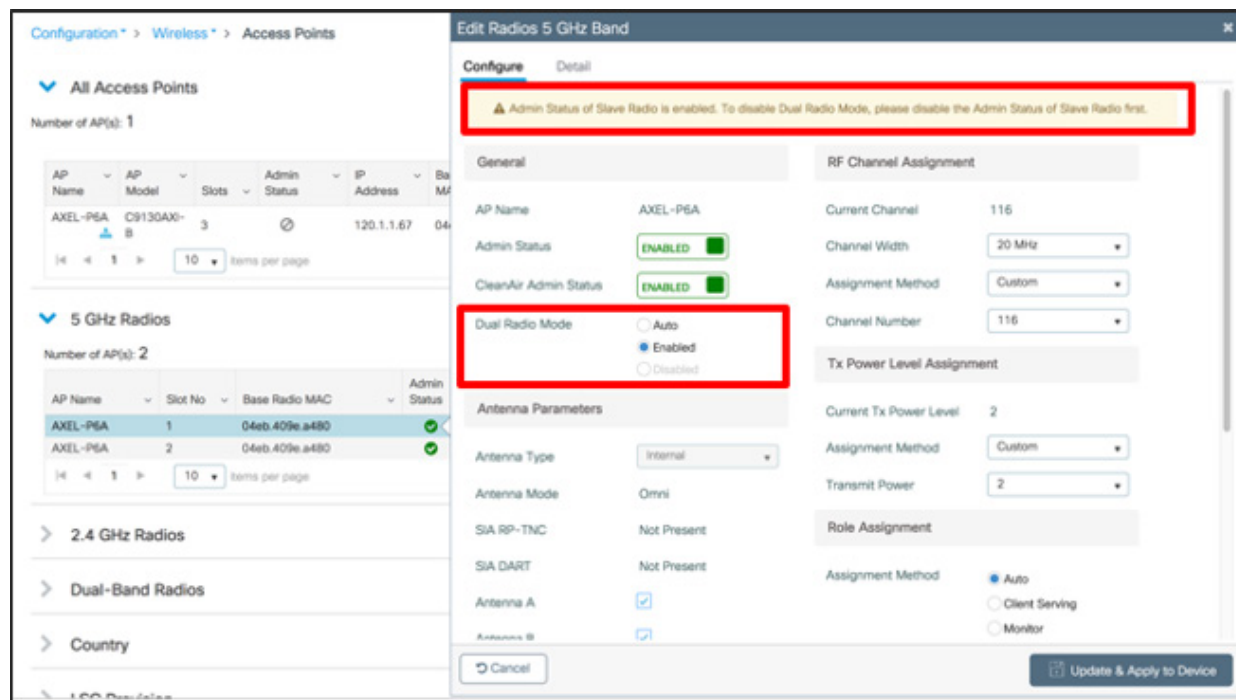 Configuration * > Wireless * > Access Points
All Access Points
Number of AP(s): 1
AP Name AP Model Slots Admin Status IP Address
AXEL-P6A C9130AXI-B 3 120.1.1.67
1 10 items per page
5 GHz Radios
Number of AP(s): 2
AP Name Slot No Base Radio MAC Admin Status
AXEL-P6A 1 04eb.409e.a480
AXEL-P6A 2 04eb.409e.a480
1 10 items per page
2.4 GHz Radios
Dual-Band Radios
Country
Edit Radios 5 GHz Band
Configure Detail
Admin Status of Slave Radio is enabled. To disable Dual Radio Mode, please disable the Admin Status of Slave Radio first.
General
AP Name AXEL-P6A
Admin Status ENABLED
CleanAir Admin Status ENABLED
Dual Radio Mode Auto
Enabled
Disabled
Antenna Parameters
Antenna Type Internal
Antenna Mode Omni
SIA RP-TNC Not Present
SIA DART Not Present
Antenna A
Antenna B
RF Channel Assignment
Current Channel 116
Channel Width 20 MHz
Assignment Method Custom
Channel Number 116
Tx Power Level Assignment
Current Tx Power Level 2
Assignment Method Custom
Transmit Power 2
Role Assignment
Assignment Method Auto
Client Serving
Monitor
Cancel
Update & Apply to Device